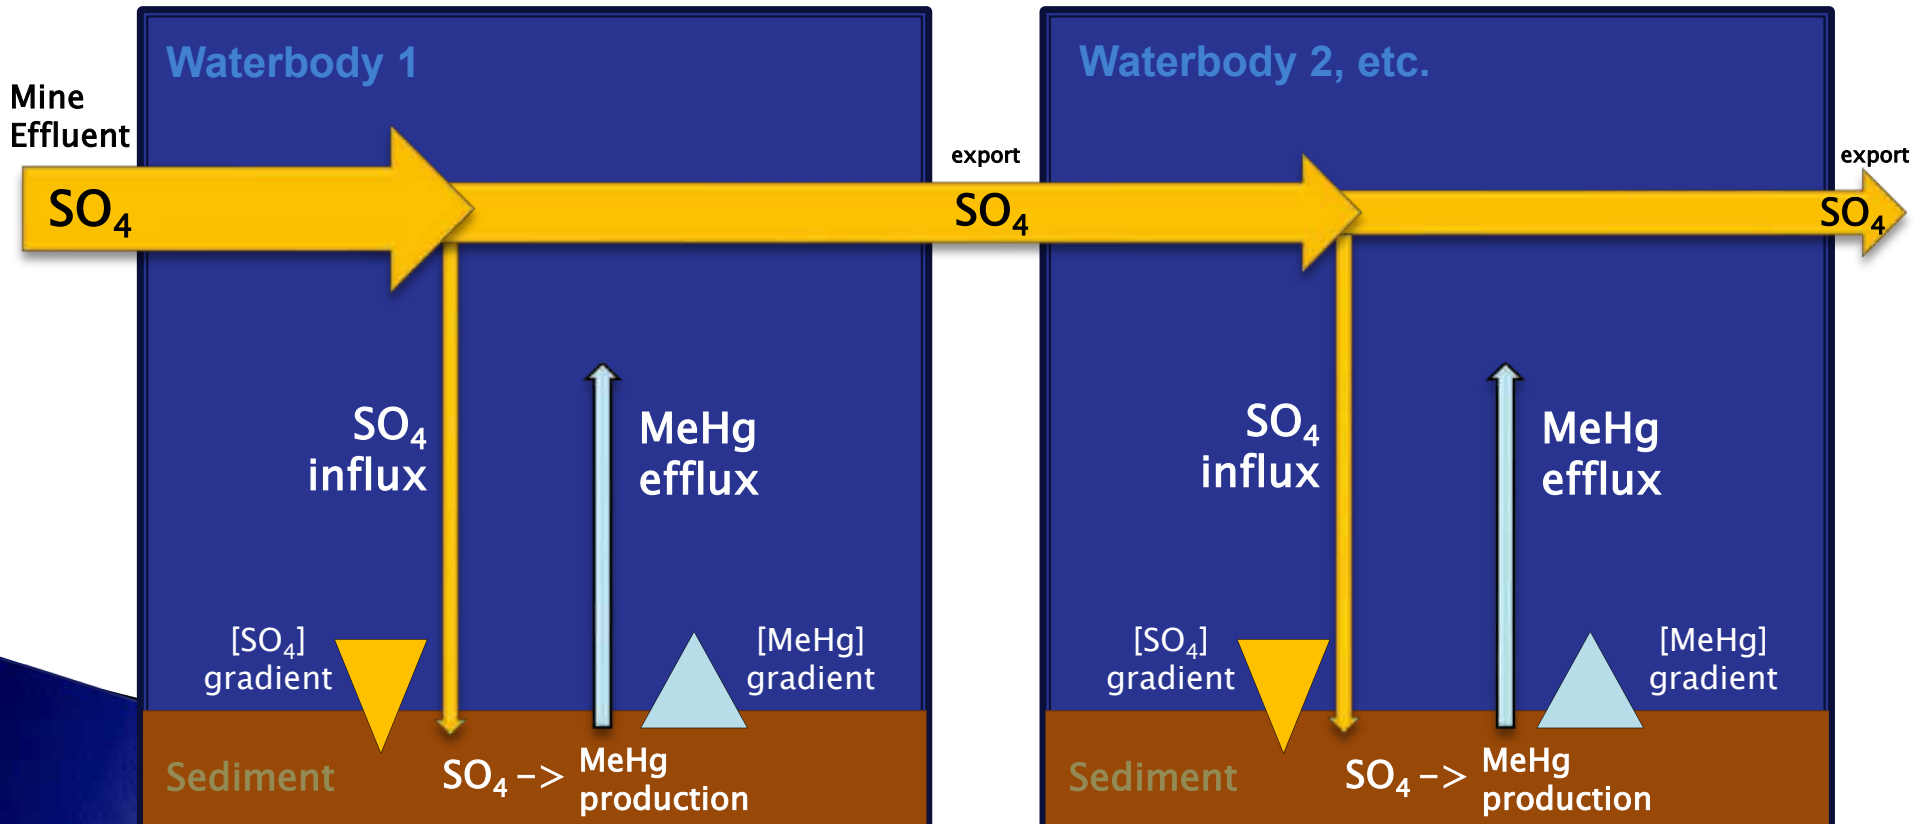 Waterbody 1
Waterbody 2, etc.
Mine
Effluent
export
export
SO₄
SO₄
SO₄
SO₄
influx
MeHg
efflux
SO₄
influx
MeHg
efflux
[SO₄]
gradient
[MeHg]
gradient
[SO₄]
gradient
[MeHg]
gradient
Sediment
SO₄ –> MeHg
production
Sediment
SO₄ –> MeHg
production